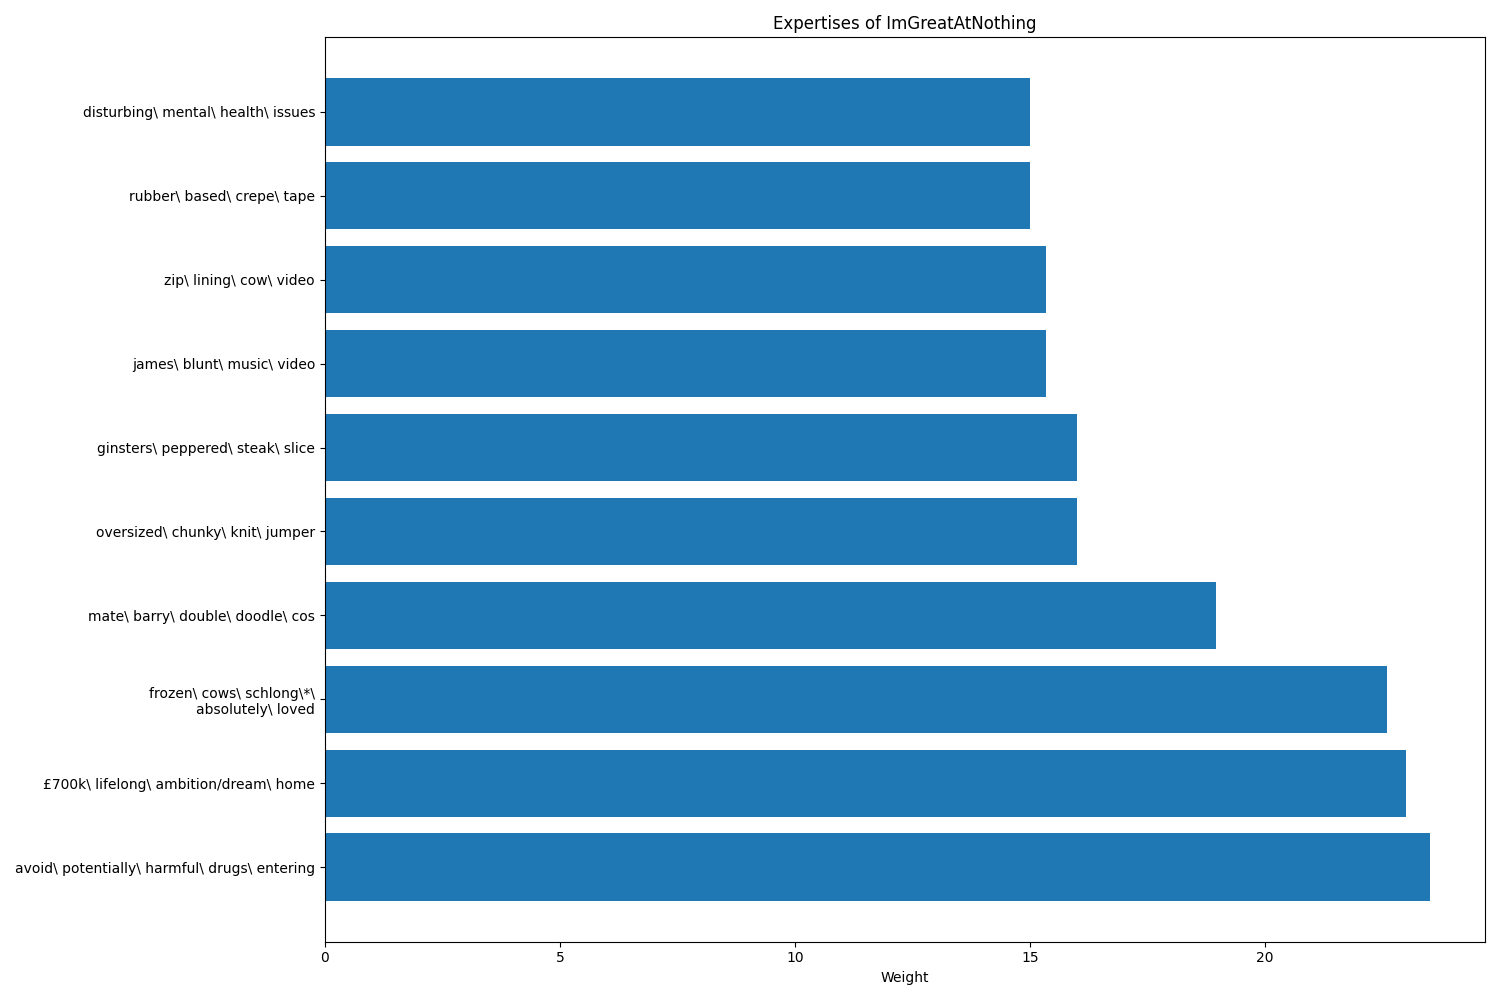 Expertises of ImGreatAtNothing
disturbing\ mental\ health\ issues
rubber\ based\ crepe\ tape
zip\ lining\ cow\ video
james\ blunt\ music\ video
ginsters\ peppered\ steak\ slice
oversized\ chunky\ knit\ jumper
mate\ barry\ double\ doodle\ cos
frozen\ cows\ schlong\*\
absolutely\ loved
£700k\ lifelong\ ambition/dream\ home
avoid\ potentially\ harmful\ drugs\ entering
0 5 10 15 20
Weight